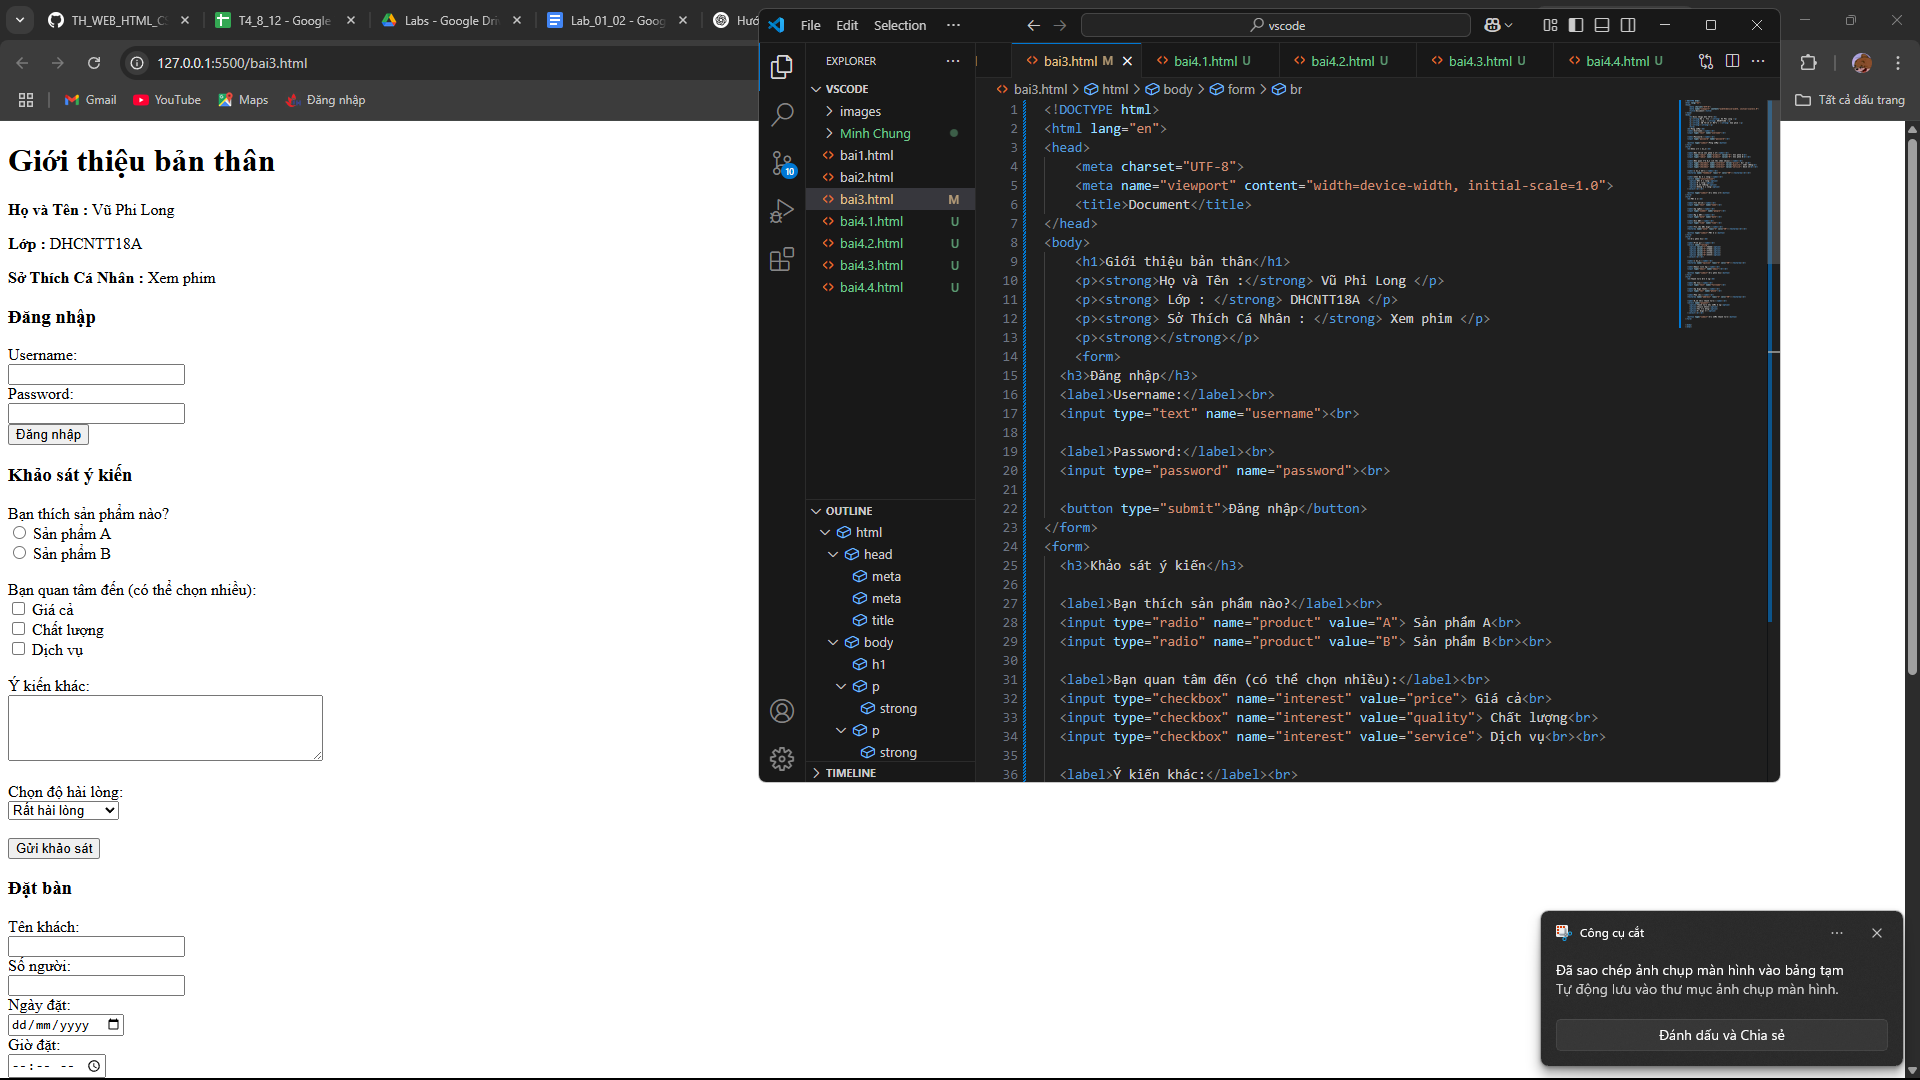 TH_WEB_HTML_CS
T4_8_12 - Google
Labs - Google Dri
Lab_01_02 - Goog
Hướ
127.0.0.1:5500/bai3.html
Gmail
YouTube
Maps
Đăng nhập
Tất cả dấu trang
Giới thiệu bản thân
Họ và Tên : Vũ Phi Long
Lớp : DHCNTT18A
Sở Thích Cá Nhân : Xem phim
Đăng nhập
Username:
Password:
Đăng nhập
Khảo sát ý kiến
Bạn thích sản phẩm nào?
Sản phẩm A
Sản phẩm B
Bạn quan tâm đến (có thể chọn nhiều):
Giá cả
Chất lượng
Dịch vụ
Ý kiến khác:
Chọn độ hài lòng:
Rất hài lòng
Gửi khảo sát
Đặt bàn
Tên khách:
Số người:
Ngày đặt:
dd/mm/yyyy
Giờ đặt:
--:-- --
File Edit Selection ···
vscode
EXPLORER
VSCODE
images
Minh Chung
bai1.html
bai2.html
bai3.html M
bai4.1.html U
bai4.2.html U
bai4.3.html U
bai4.4.html U
10
OUTLINE
html
head
meta
meta
title
body
h1
p
strong
p
strong
TIMELINE
bai3.html M
bai4.1.html U
bai4.2.html U
bai4.3.html U
bai4.4.html U
bai3.html > html > body > form > br
1 <!DOCTYPE html>
2 <html lang="en">
3 <head>
4 <meta charset="UTF-8">
5 <meta name="viewport" content="width=device-width, initial-scale=1.0">
6 <title>Document</title>
7 </head>
8 <body>
9 <h1>Giới thiệu bản thân</h1>
10 <p><strong>Họ và Tên :</strong> Vũ Phi Long </p>
11 <p><strong> Lớp : </strong> DHCNTT18A </p>
12 <p><strong> Sở Thích Cá Nhân : </strong> Xem phim </p>
13 <p><strong></strong></p>
14 <form>
15 <h3>Đăng nhập</h3>
16 <label>Username:</label><br>
17 <input type="text" name="username"><br>
18
19 <label>Password:</label><br>
20 <input type="password" name="password"><br>
21
22 <button type="submit">Đăng nhập</button>
23 </form>
24 <form>
25 <h3>Khảo sát ý kiến</h3>
26
27 <label>Bạn thích sản phẩm nào?</label><br>
28 <input type="radio" name="product" value="A"> Sản phẩm A<br>
29 <input type="radio" name="product" value="B"> Sản phẩm B<br><br>
30
31 <label>Bạn quan tâm đến (có thể chọn nhiều):</label><br>
32 <input type="checkbox" name="interest" value="price"> Giá cả<br>
33 <input type="checkbox" name="interest" value="quality"> Chất lượng<br>
34 <input type="checkbox" name="interest" value="service"> Dịch vụ<br><br>
35
36 <label>Ý kiến khác:</label><br>
Công cụ cắt
Đã sao chép ảnh chụp màn hình vào bảng tạm
Tự động lưu vào thư mục ảnh chụp màn hình.
Đánh dấu và Chia sẻ